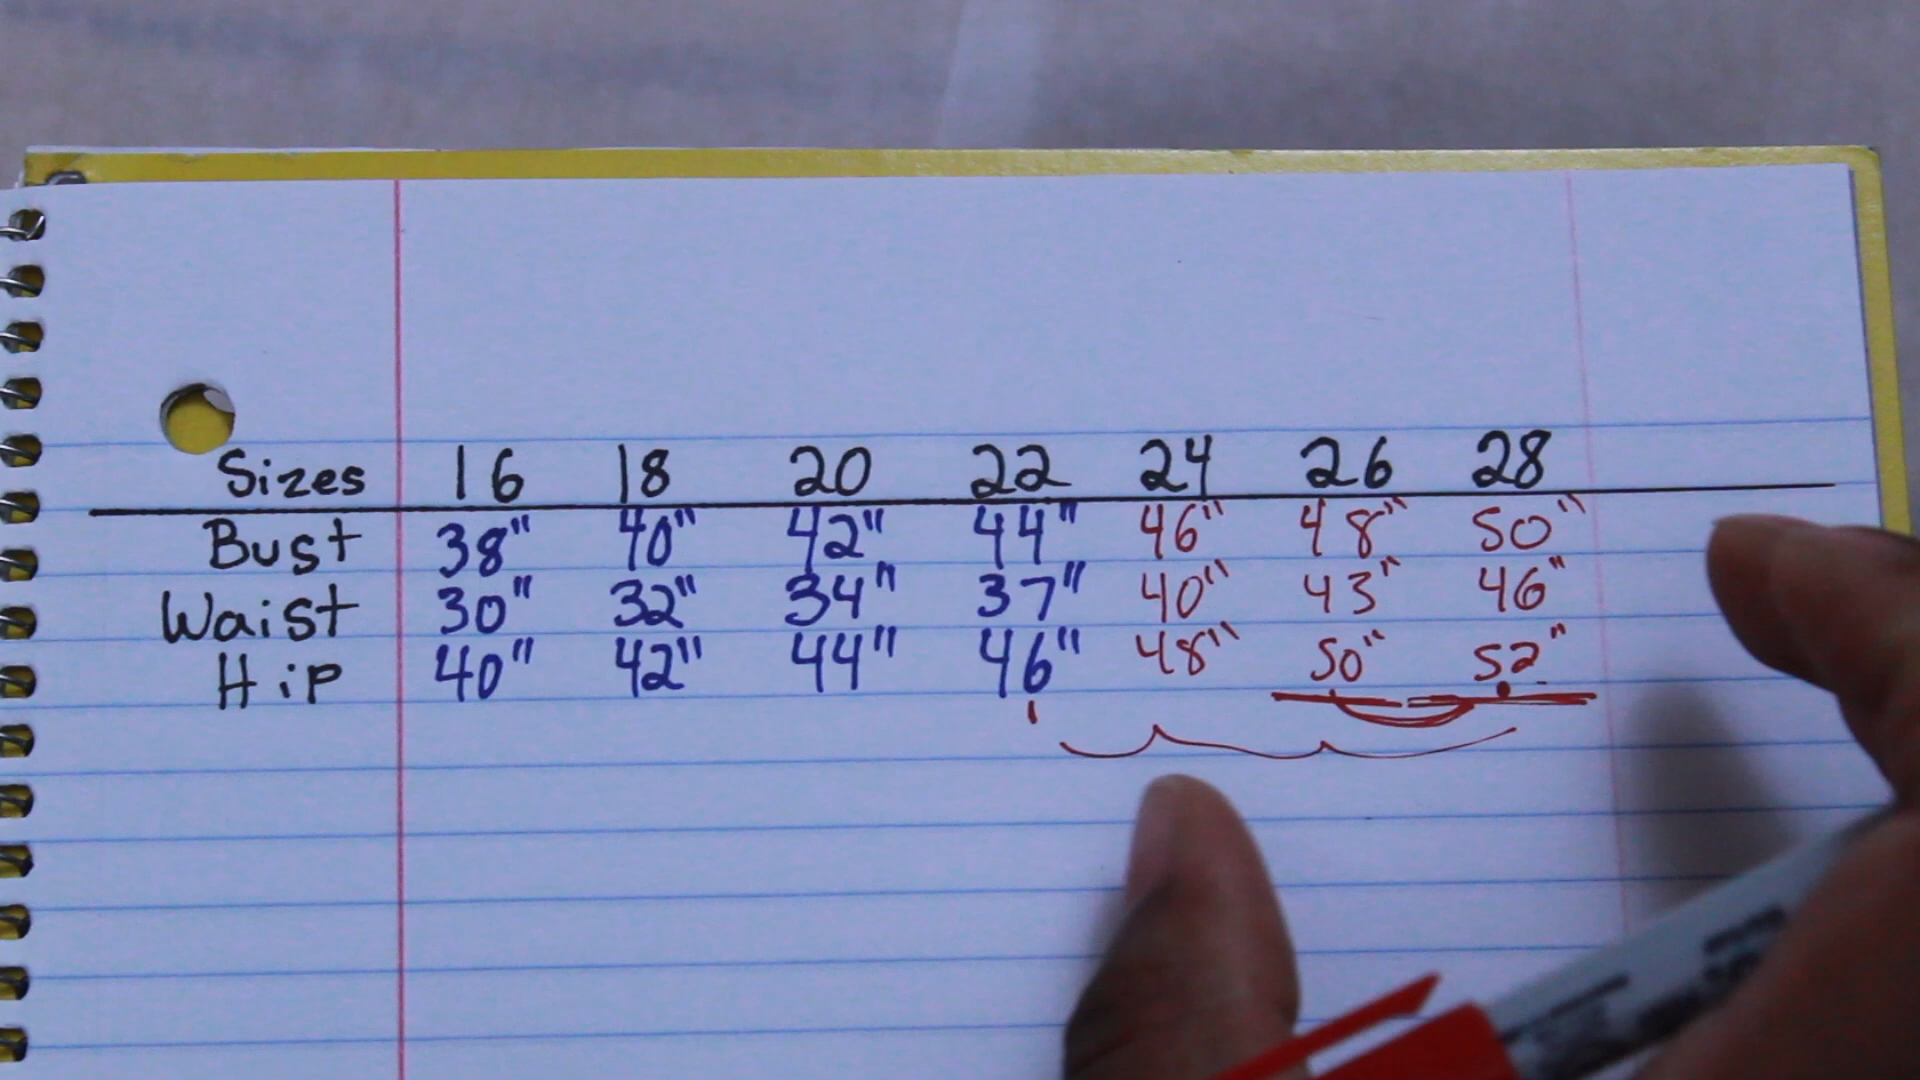 Sizes 16 18 20 22 24 26 28
Bust 38" 40" 42" 44" 46" 48" 50"
Waist 30" 32" 34" 37" 40" 43" 46"
Hip 40" 42" 44" 46" 48" 50" 52"